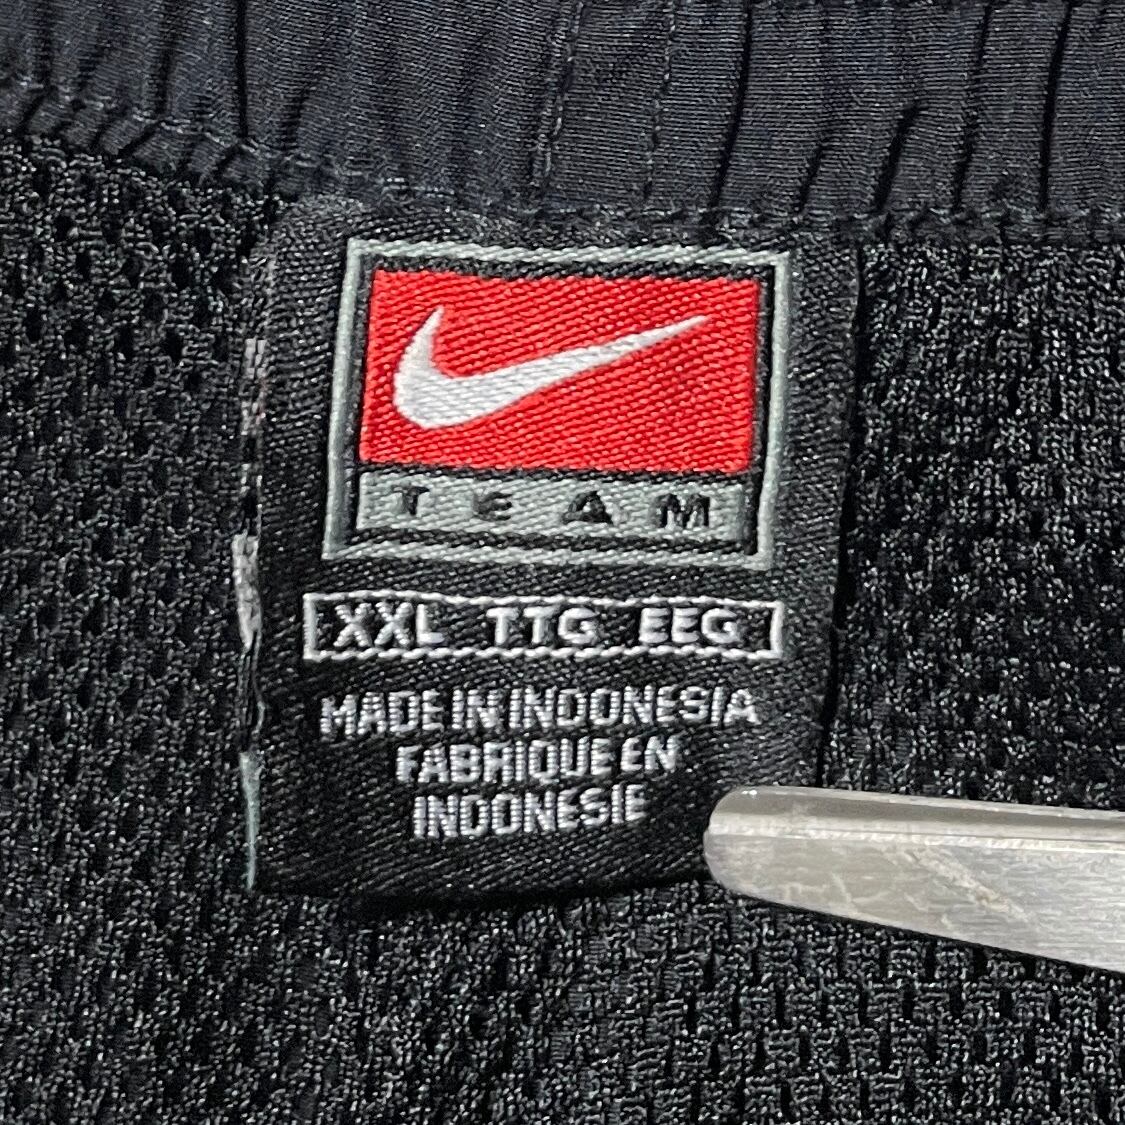 TEAM
XXL TTG EEG
MADE IN INDONESIA
FABRIQUE EN
INDONESIE